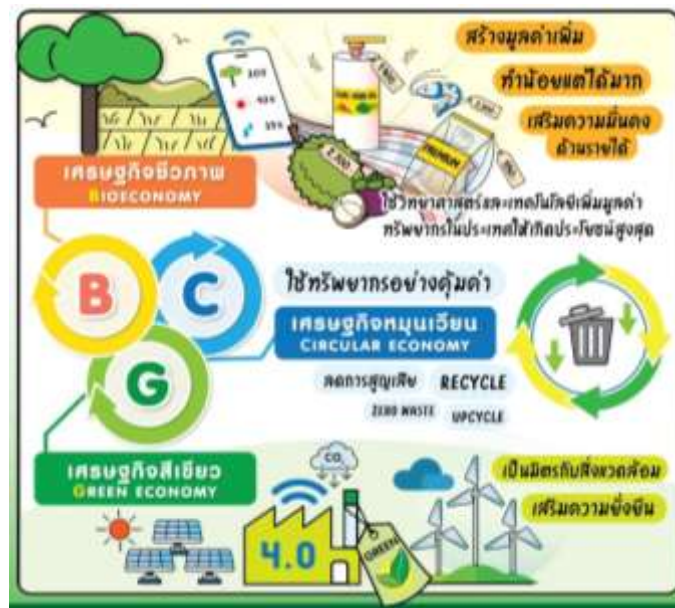 สร้างมูลค่าเพิ่ม
ทำน้อยแต่ได้มาก
เสริมความมั่นคง
ด้านรายได้
PREMIUM
2,200
เศรษฐกิจชีวภาพ
BIOECONOMY
ใช้วิทยาศาสตร์และเทคโนโลยีเพิ่มมูลค่า
ทรัพยากรในประเทศให้เกิดประโยชน์สูงสุด
B
C
G
ใช้ทรัพยากรอย่างคุ้มค่า
เศรษฐกิจหมุนเวียน
CIRCULAR ECONOMY
ลดการสูญเสีย RECYCLE
ZERO WASTE UPCYCLE
เศรษฐกิจสีเขียว
GREEN ECONOMY
CO₂
4.0
GREEN
เป็นมิตรกับสิ่งแวดล้อม
เสริมความยั่งยืน